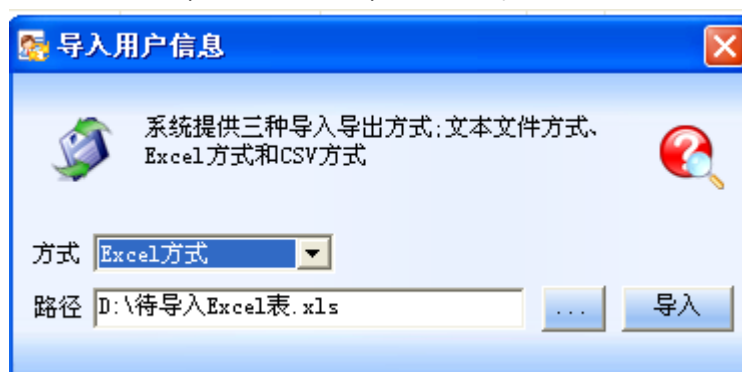 导入用户信息
系统提供三种导入导出方式;文本文件方式、
Excel方式和CSV方式
方式 Excel方式
路径 D:\待导入Excel表.xls ... 导入